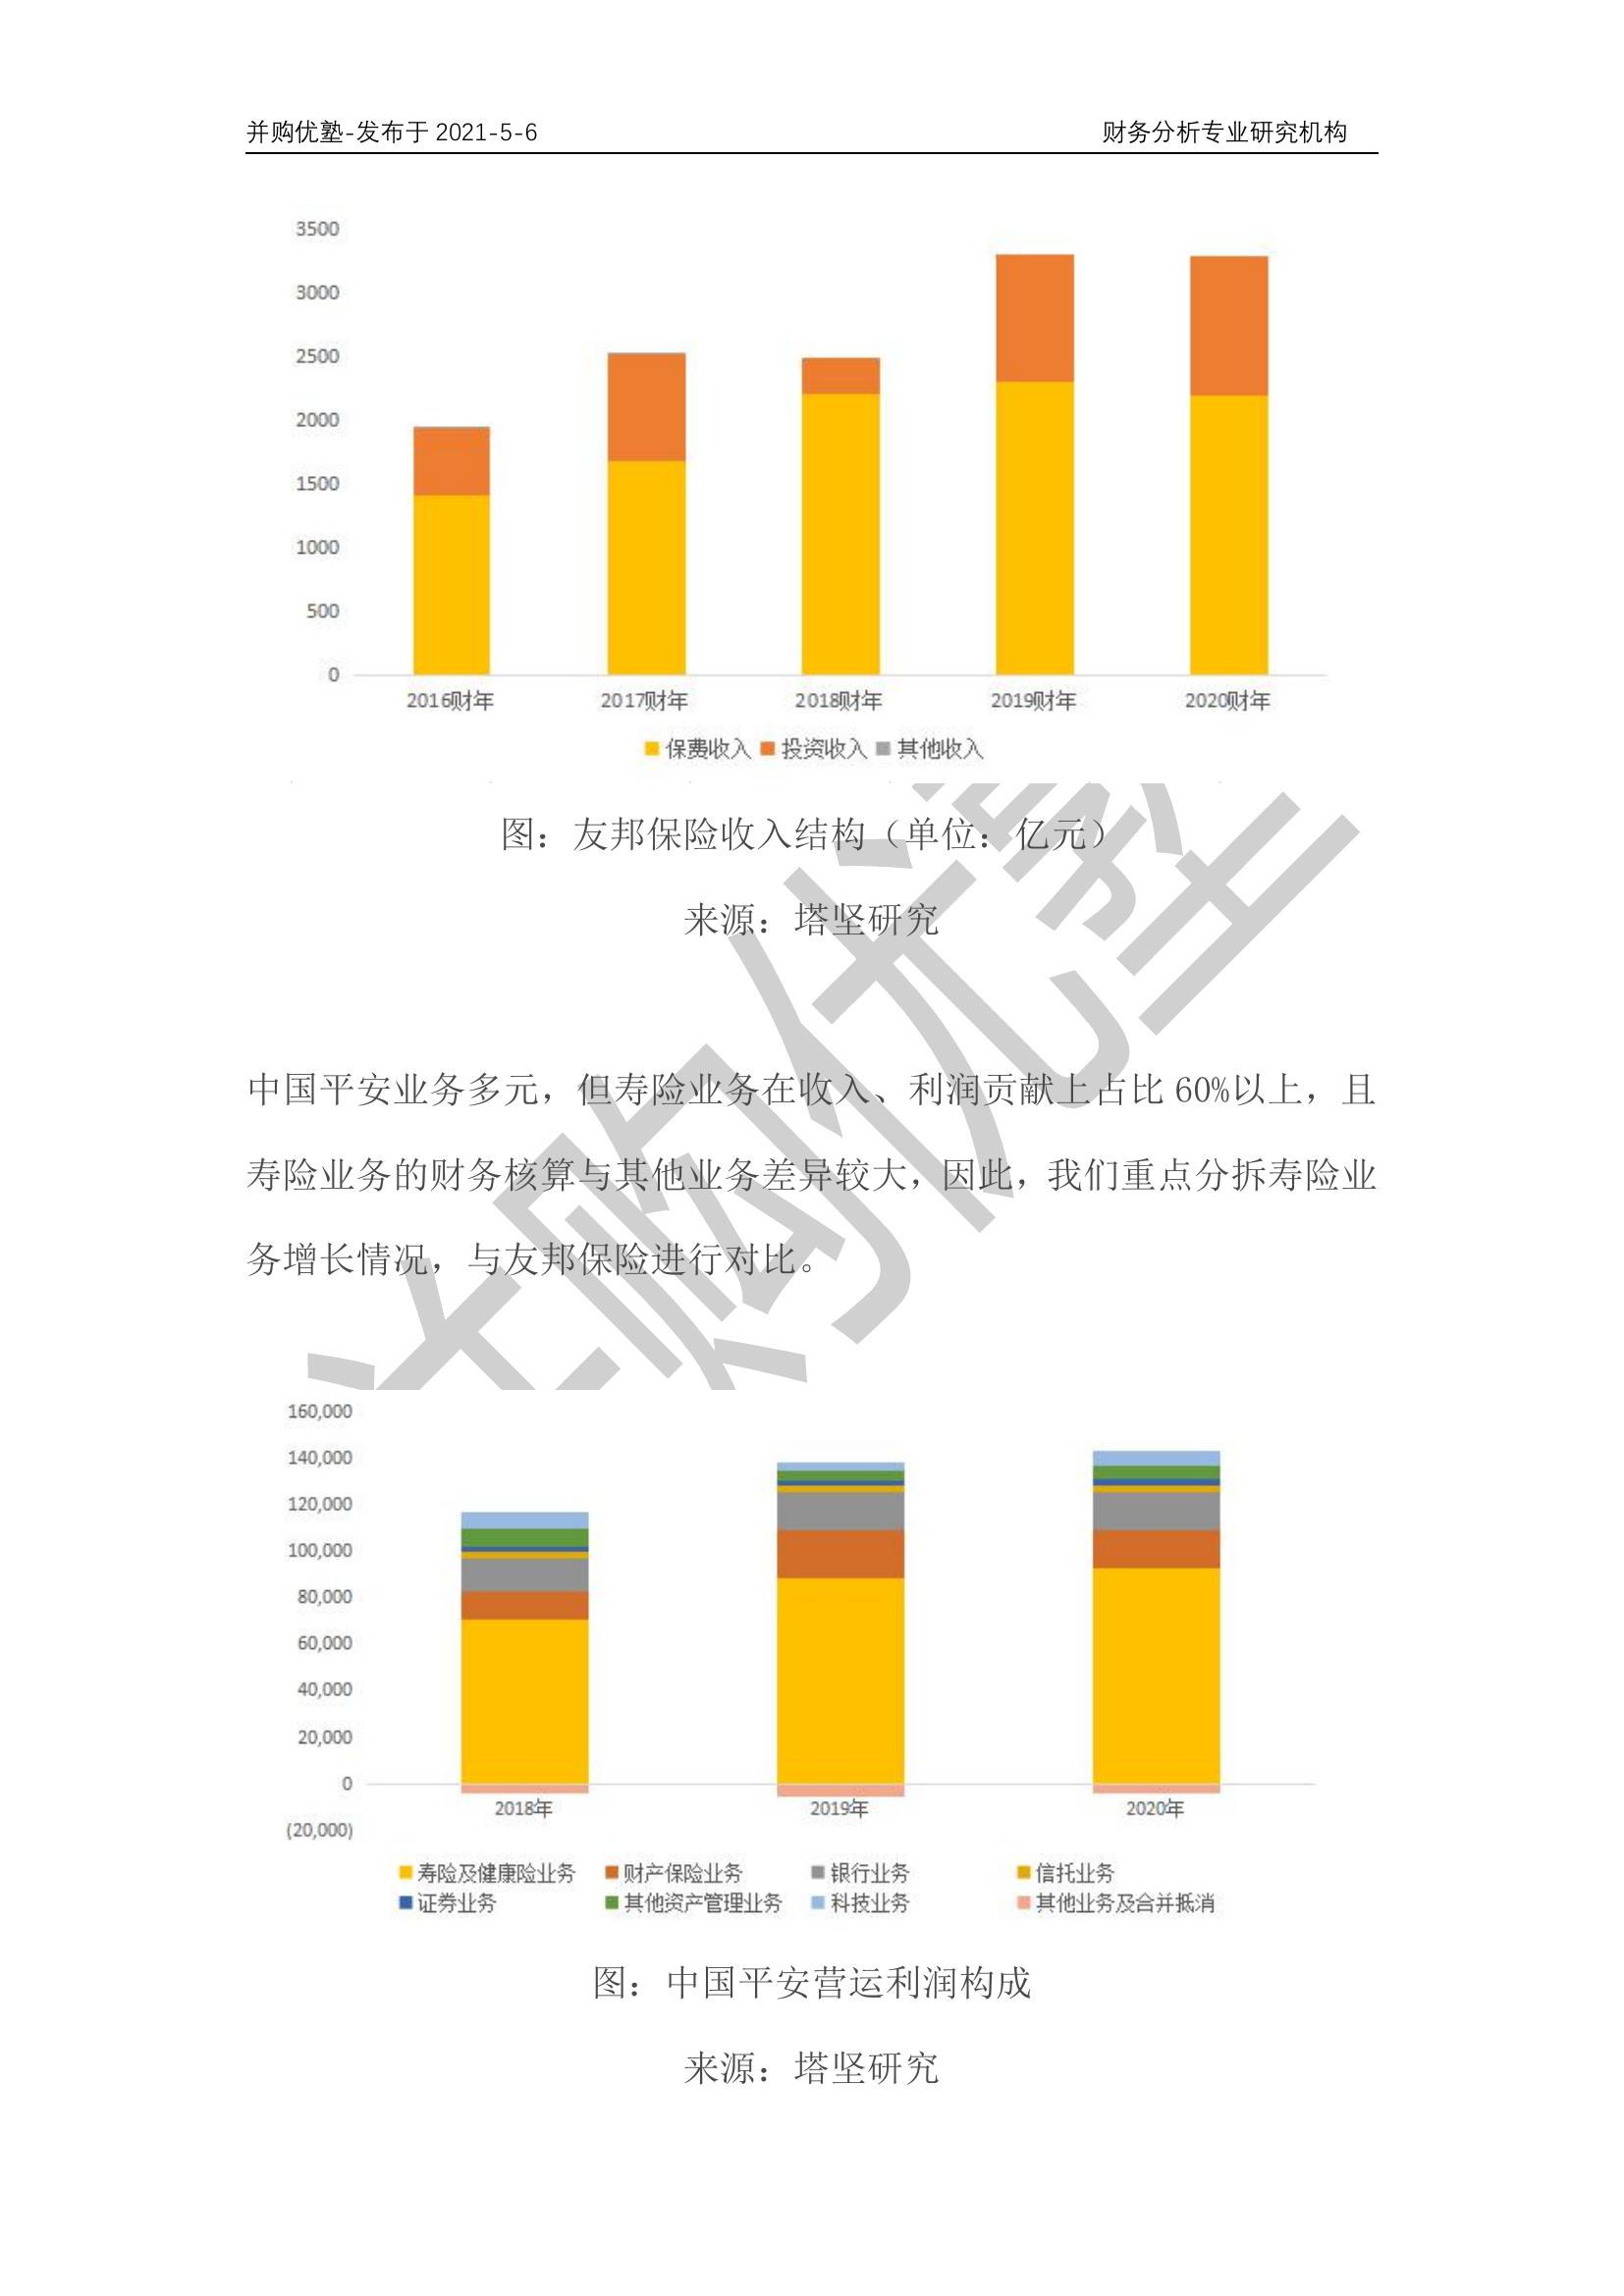 并购优塾-发布于 2021-5-6 财务分析专业研究机构
3500
3000
2500
2000
1500
1000
500
0
2016财年 2017财年 2018财年 2019财年 2020财年
保费收入 投资收入 其他收入
图：友邦保险收入结构（单位：亿元）
来源：塔坚研究
中国平安业务多元，但寿险业务在收入、利润贡献上占比 60%以上，且
寿险业务的财务核算与其他业务差异较大，因此，我们重点分拆寿险业
务增长情况，与友邦保险进行对比。
并购优塾
160,000
140,000
120,000
100,000
80,000
60,000
40,000
20,000
0
2018年 2019年 2020年
(20,000)
寿险及健康险业务 财产保险业务 银行业务 信托业务
证券业务 其他资产管理业务 科技业务 其他业务及合并抵消
图：中国平安营运利润构成
来源：塔坚研究